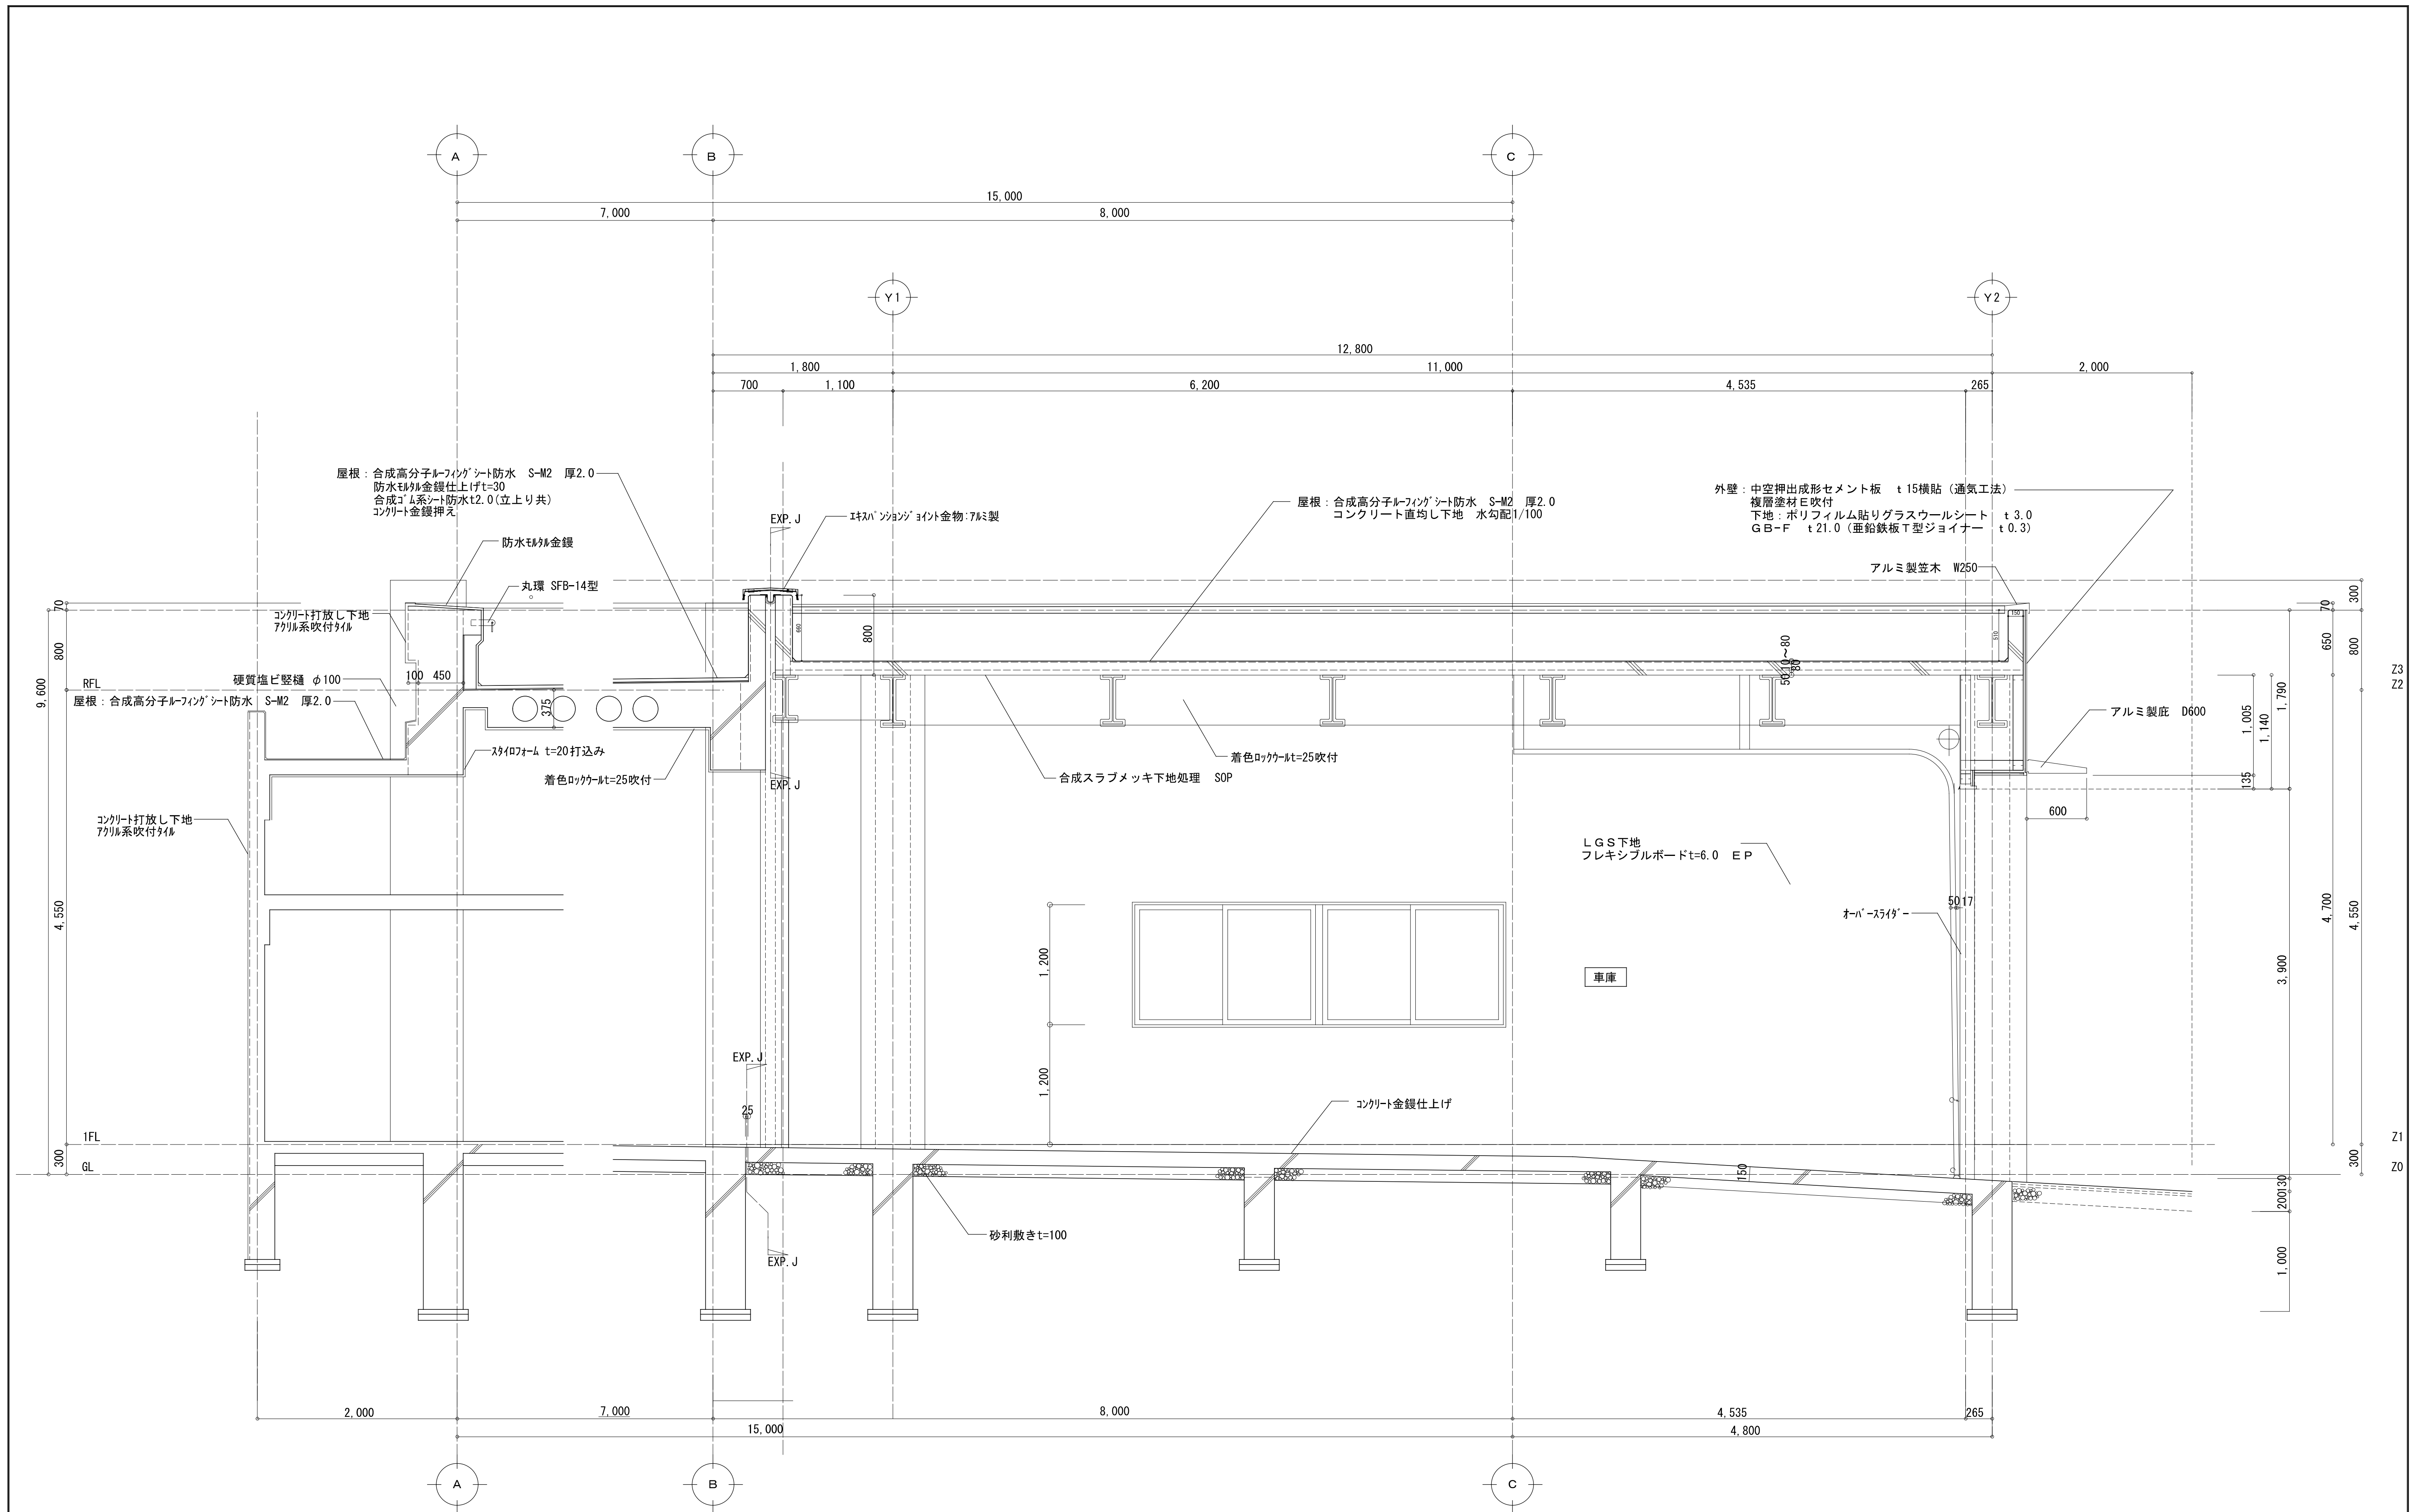 A
B
C
15,000
7,000
8,000
Y1
Y2
12,800
1,800
11,000
2,000
700
1,100
6,200
4,535
265
屋根：合成高分子ﾙｰﾌｨﾝｸﾞｼｰﾄ防水　S-M2　厚2.0
防水ﾓﾙﾀﾙ金鏝仕上げt=30
合成ｺﾞﾑ系ｼｰﾄ防水t2.0(立上り共)
ｺﾝｸﾘｰﾄ金鏝押え
EXP.J
ｴｷｽﾊﾟﾝｼｮﾝｼﾞｮｲﾝﾄ金物:ｱﾙﾐ製
屋根：合成高分子ﾙｰﾌｨﾝｸﾞｼｰﾄ防水　S-M2　厚2.0
コンクリート直均し下地　水勾配1/100
外壁：中空押出成形セメント板　ｔ15横貼（通気工法）
複層塗材Ｅ吹付
下地：ポリフィルム貼りグラスウールシート　ｔ3.0
ＧＢ−Ｆ　ｔ21.0（亜鉛鉄板Ｔ型ジョイナー　ｔ0.3）
防水ﾓﾙﾀﾙ金鏝
アルミ製笠木　W250
丸環 SFB-14型
ｺﾝｸﾘｰﾄ打放し下地
ｱｸﾘﾙ系吹付ﾀｲﾙ
70
800
9,600
RFL
100
450
375
660
800
50,10～80
80
510
150
300
70
650
800
Z3
Z2
硬質塩ビ竪樋　φ100
屋根：合成高分子ﾙｰﾌｨﾝｸﾞｼｰﾄ防水　S-M2　厚2.0
1,790
1,005
1,140
135
アルミ製庇　D600
600
ｽﾀｲﾛﾌｫｰﾑ t=20打込み
着色ﾛｯｸｳｰﾙt=25吹付
EXP.J
着色ﾛｯｸｳｰﾙt=25吹付
合成スラブメッキ下地処理　SOP
ｺﾝｸﾘｰﾄ打放し下地
ｱｸﾘﾙ系吹付ﾀｲﾙ
ＬＧＳ下地
フレキシブルボードt=6.0　ＥＰ
50
17
ｵｰﾊﾞｰｽﾗｲﾀﾞｰ
4,550
4,700
4,550
3,900
1,200
1,200
車庫
EXP.J
25
ｺﾝｸﾘｰﾄ金鏝仕上げ
1FL
GL
300
Z1
Z0
300
150
130
200
1,000
砂利敷きt=100
EXP.J
2,000
7,000
8,000
4,535
265
15,000
4,800
A
B
C